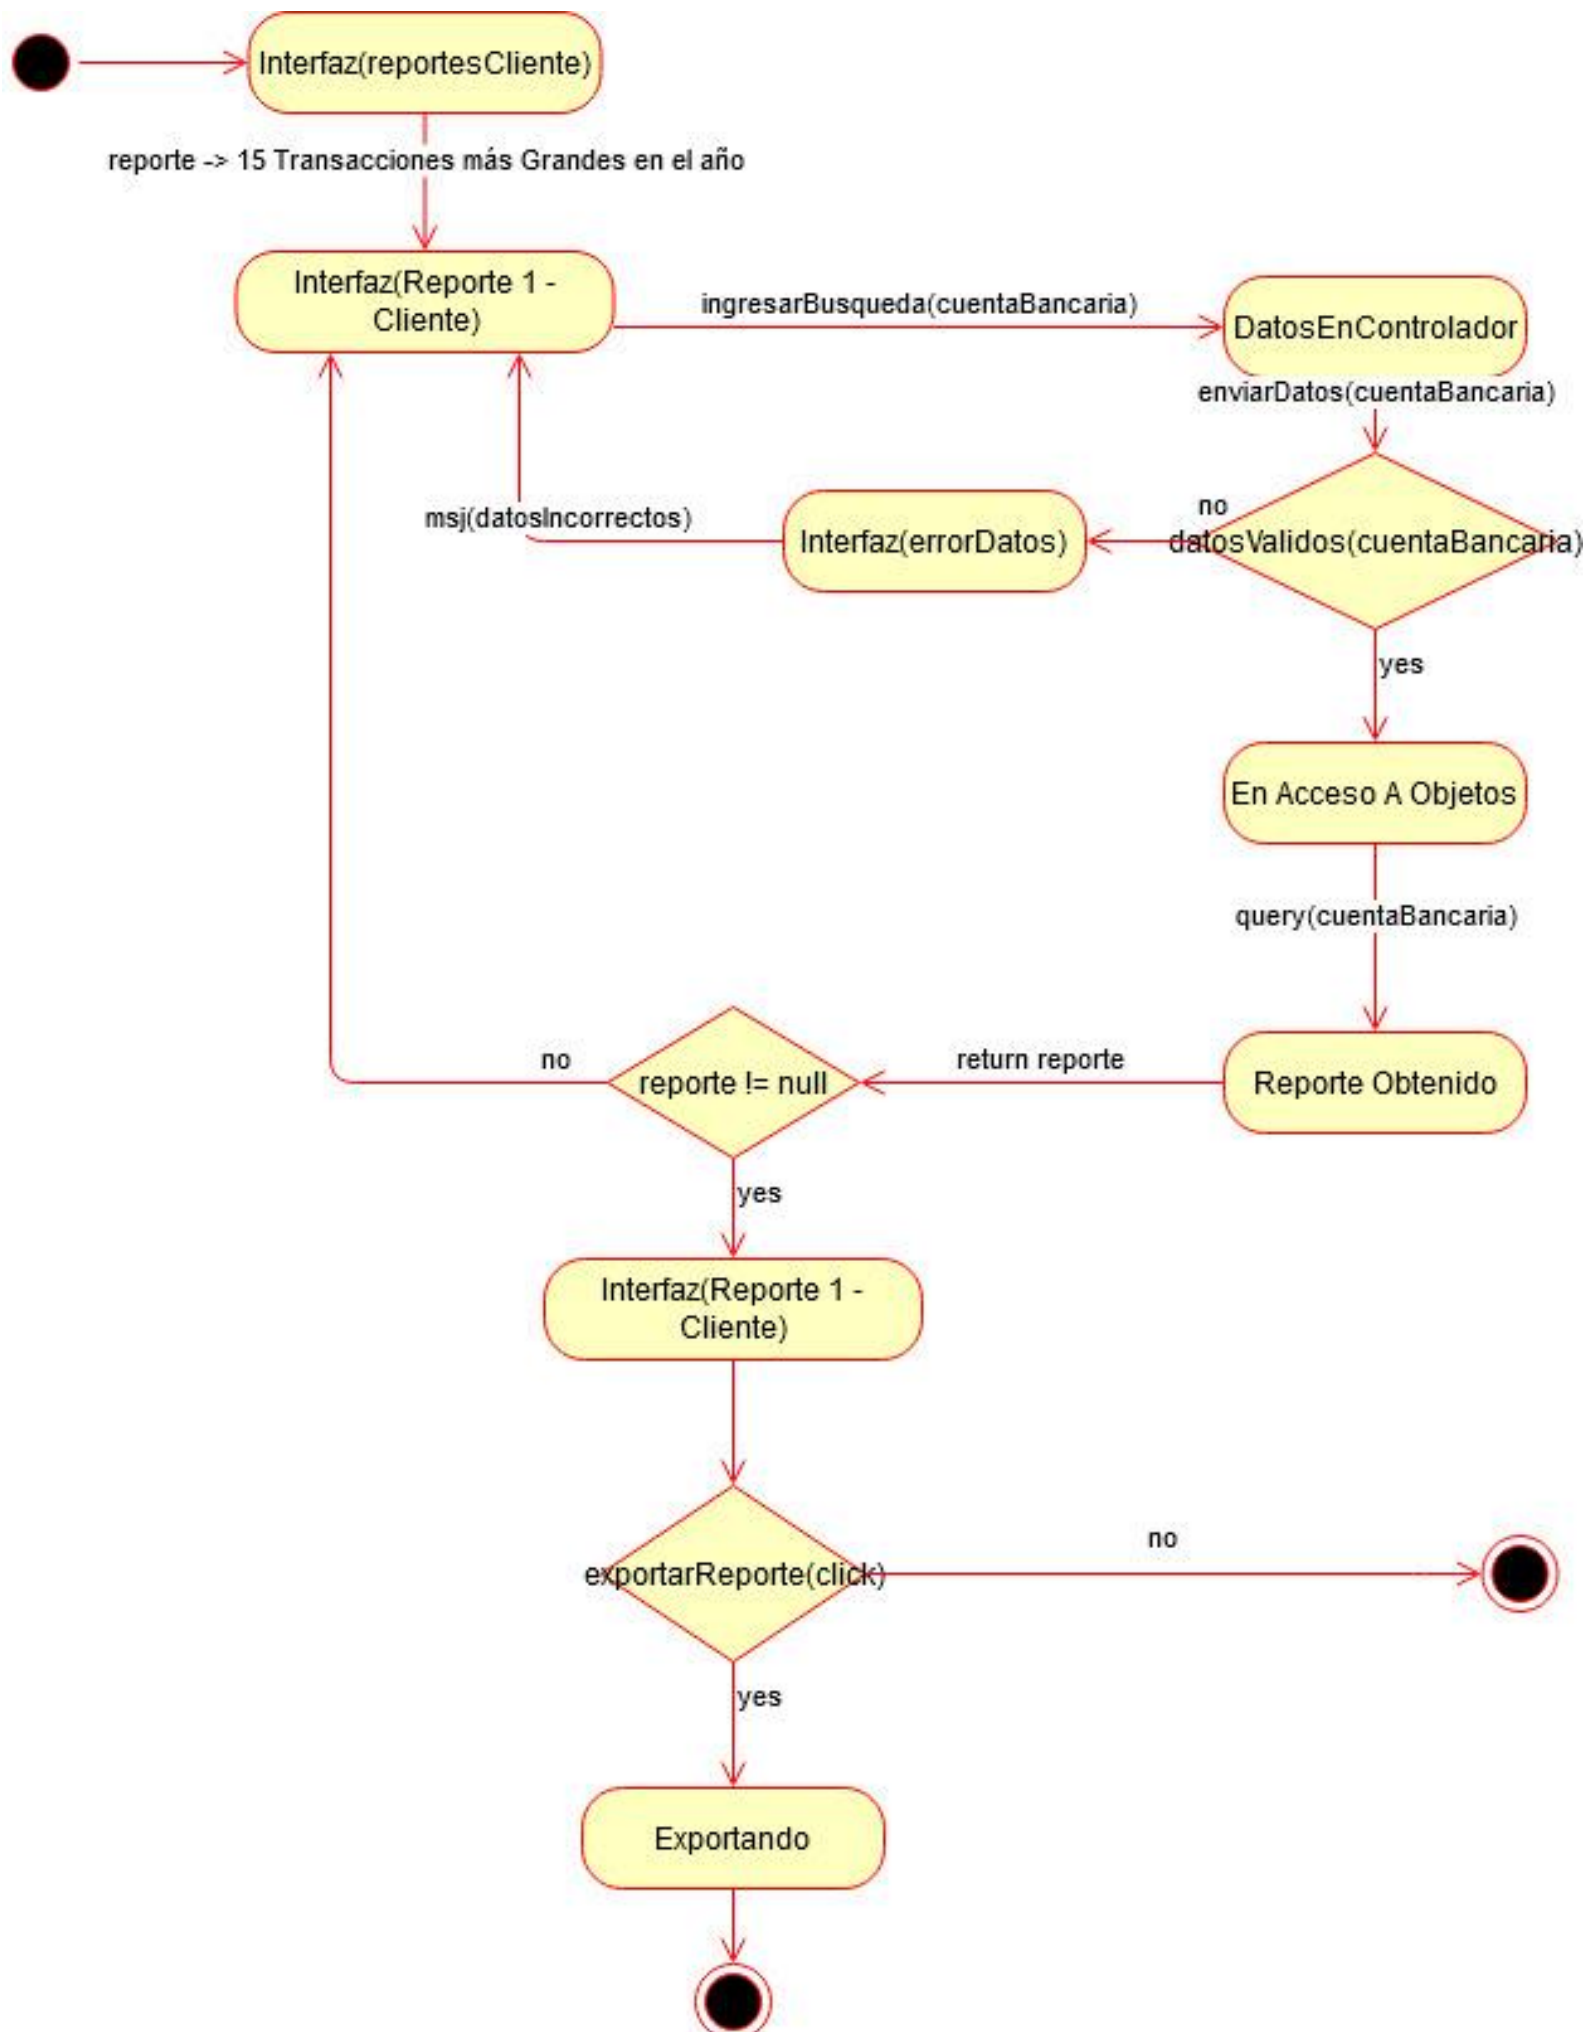 Interfaz(reportesCliente)
reporte -> 15 Transacciones más Grandes en el año
Interfaz(Reporte 1 -
Cliente)
ingresarBusqueda(cuentaBancaria)
DatosEnControlador
enviarDatos(cuentaBancaria)
no
datosValidos(cuentaBancaria)
Interfaz(errorDatos)
msj(datosIncorrectos)
yes
En Acceso A Objetos
query(cuentaBancaria)
Reporte Obtenido
return reporte
reporte != null
no
yes
Interfaz(Reporte 1 -
Cliente)
exportarReporte(click)
no
yes
Exportando